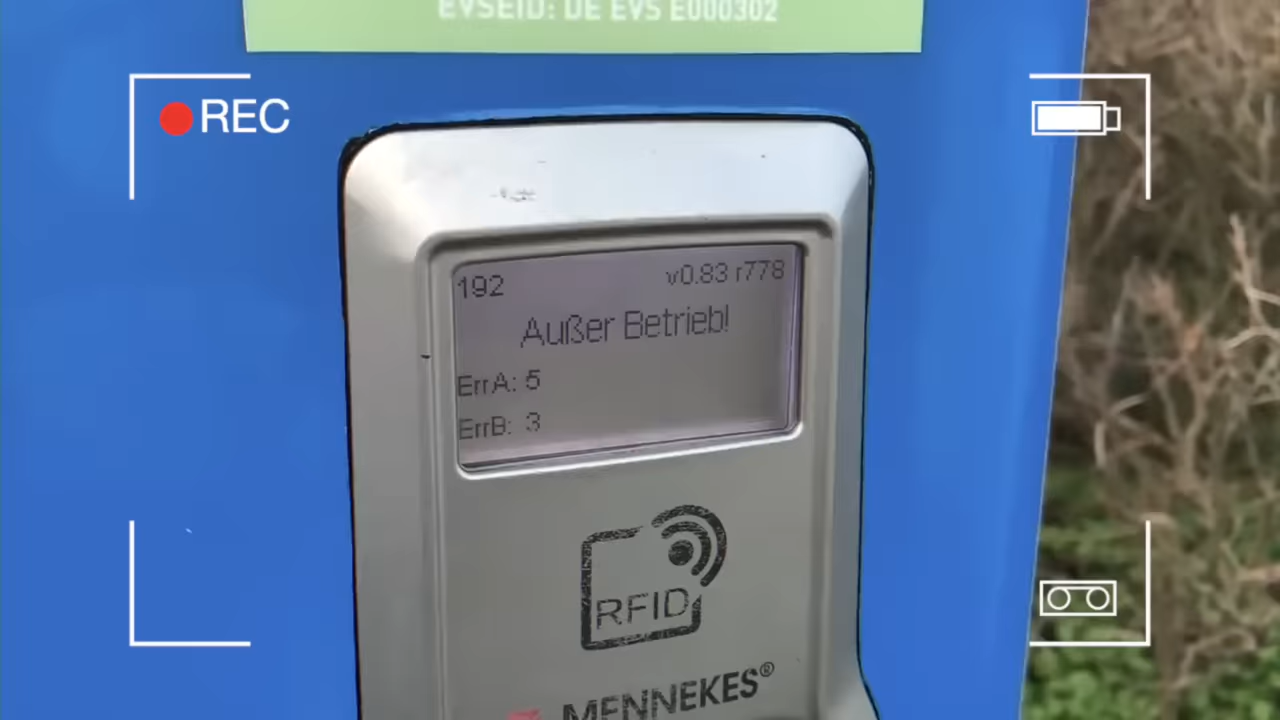 EVSEID: DE EVS E000302
REC
192
v0.83 r778
Außer Betrieb!
ErrA: 5
ErrB: 3
RFID
MENNEKES®